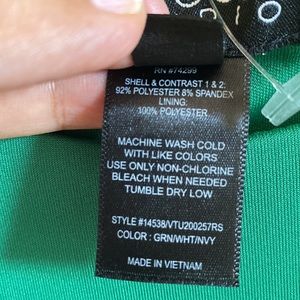 RN #74299
SHELL & CONTRAST 1 & 2:
92% POLYESTER 8% SPANDEX
LINING:
100% POLYESTER
MACHINE WASH COLD
WITH LIKE COLORS
USE ONLY NON-CHLORINE
BLEACH WHEN NEEDED
TUMBLE DRY LOW
STYLE #14538/VTU200257RS
COLOR : GRN/WHT/NVY
MADE IN VIETNAM